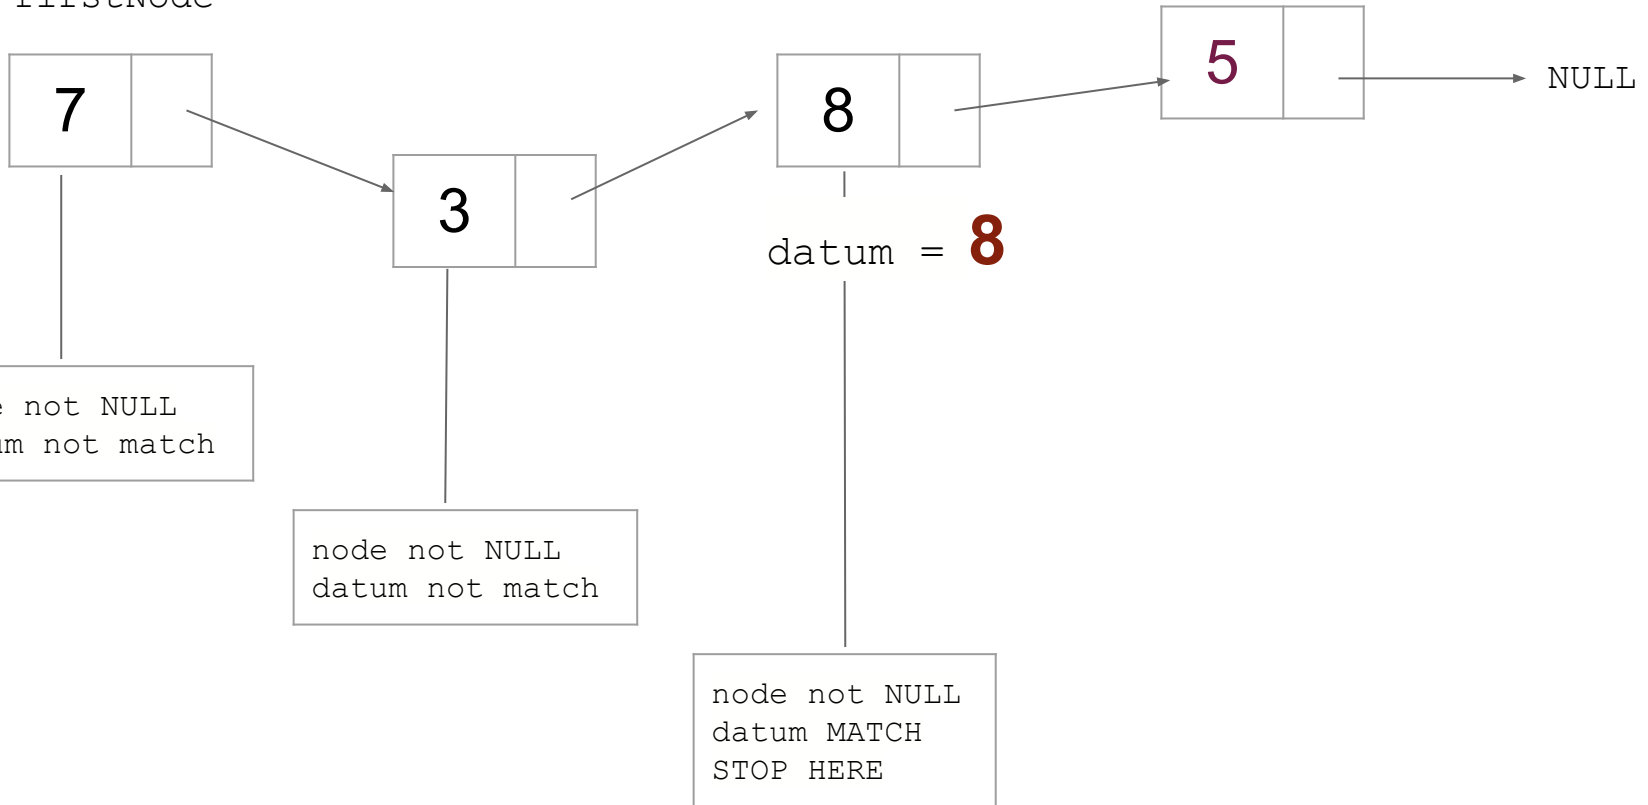 firstNode
7
3
8
5
NULL
datum = 8
not NULL
not match
node not NULL
datum not match
node not NULL
datum MATCH
STOP HERE